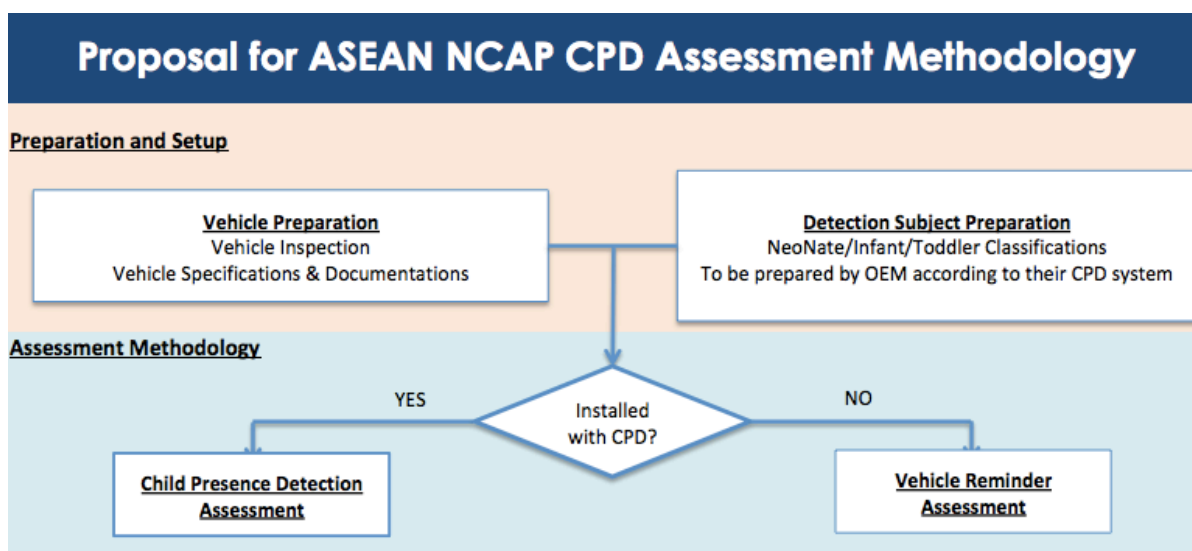 Proposal for ASEAN NCAP CPD Assessment Methodology
Preparation and Setup
Vehicle Preparation
Vehicle Inspection
Vehicle Specifications & Documentations
Detection Subject Preparation
NeoNate/Infant/Toddler Classifications
To be prepared by OEM according to their CPD system
Assessment Methodology
YES
Installed
with CPD?
NO
Child Presence Detection
Assessment
Vehicle Reminder
Assessment